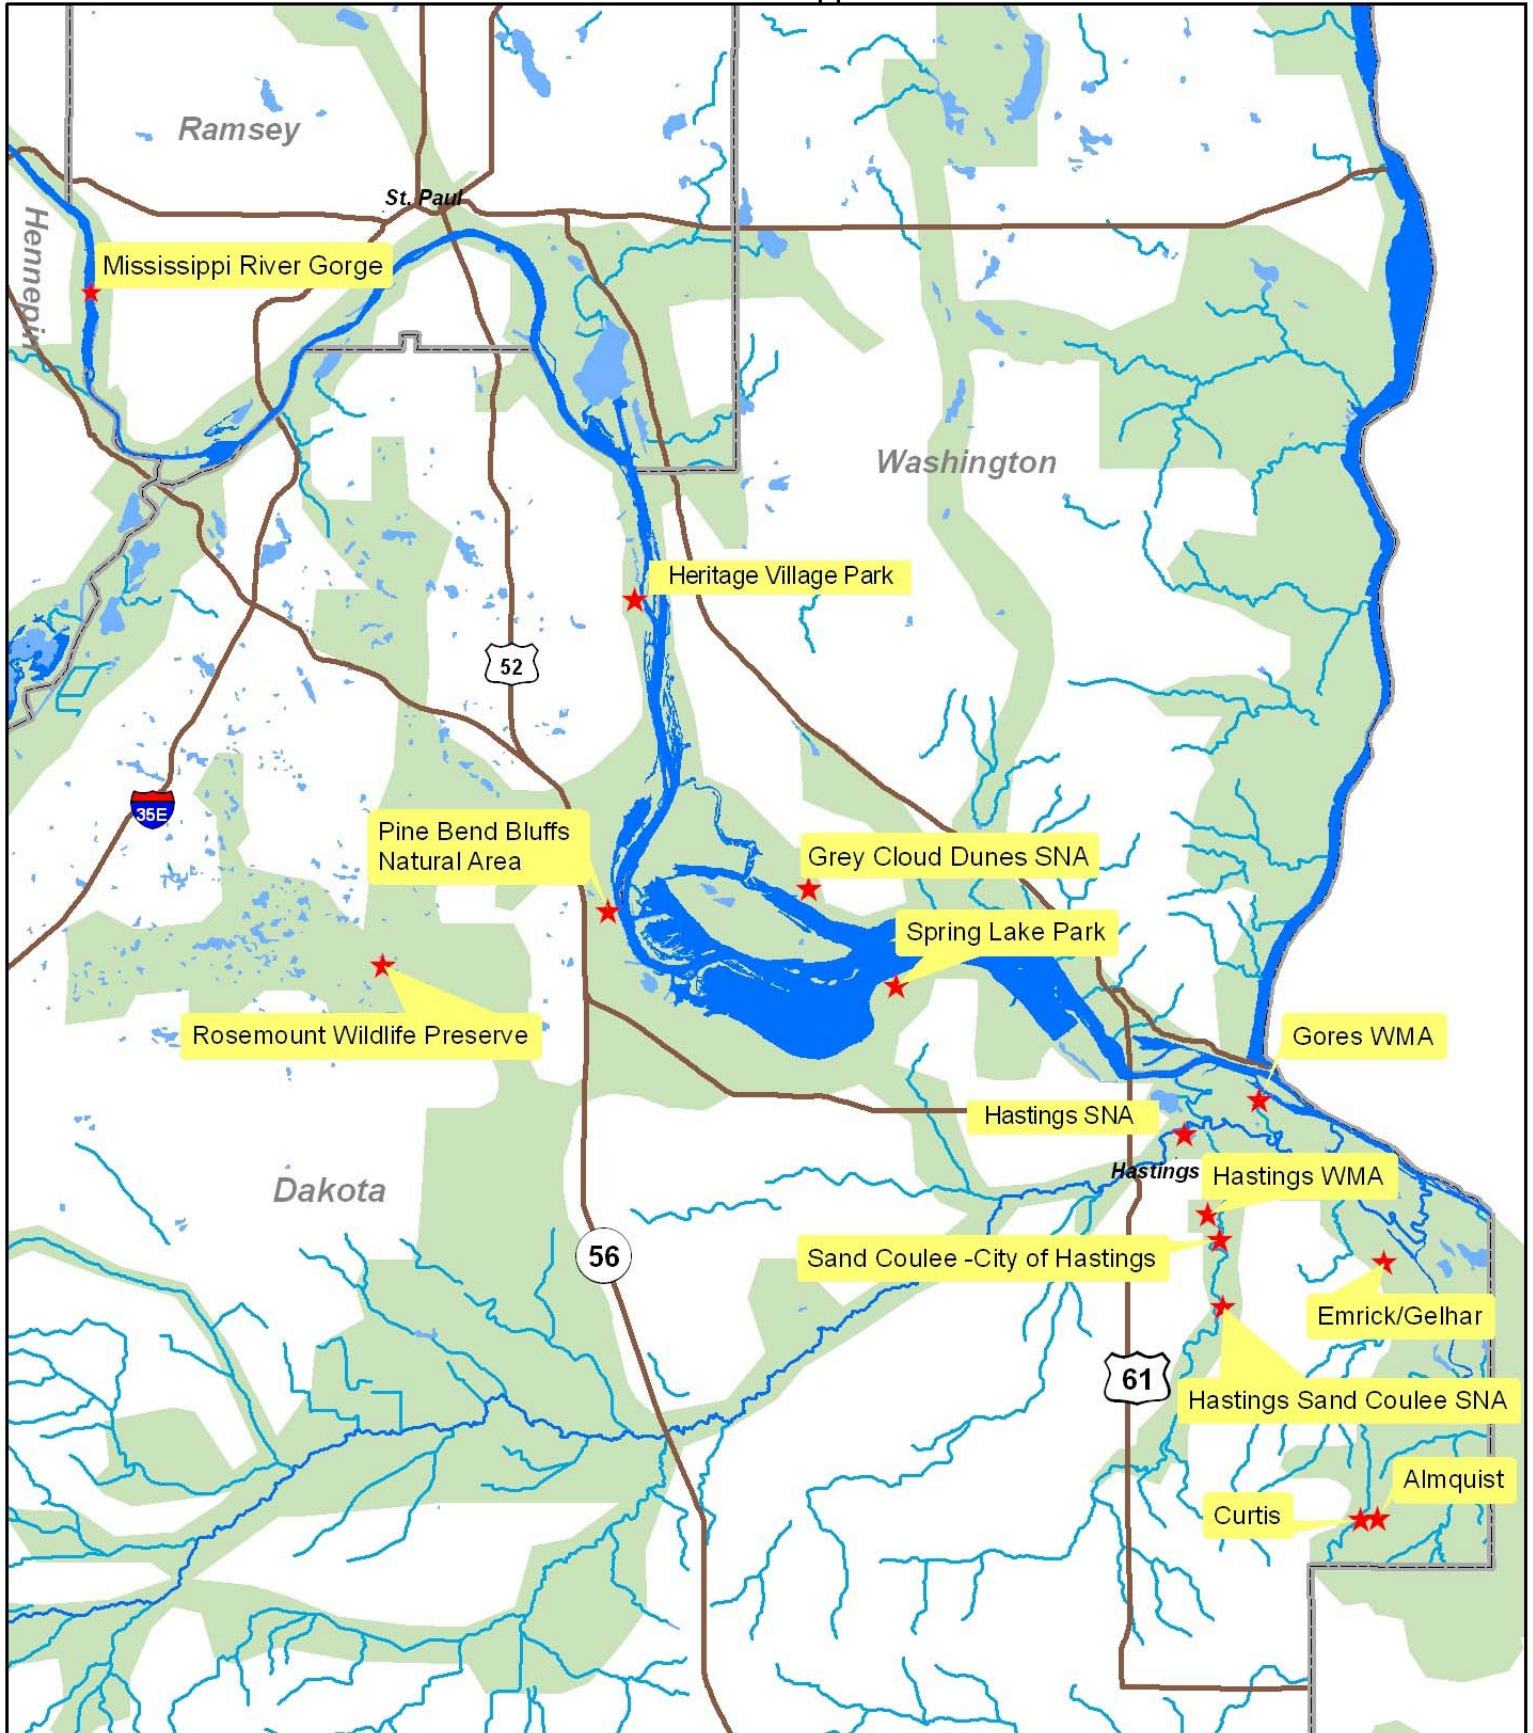 Ramsey
St. Paul
Hennepin
Mississippi River Gorge
Washington
Heritage Village Park
52
35E
Pine Bend Bluffs
Natural Area
Grey Cloud Dunes SNA
Spring Lake Park
Rosemount Wildlife Preserve
Gores WMA
Hastings SNA
Hastings
Hastings WMA
Dakota
56
Sand Coulee -City of Hastings
Emrick/Gelhar
61
Hastings Sand Coulee SNA
Almquist
Curtis